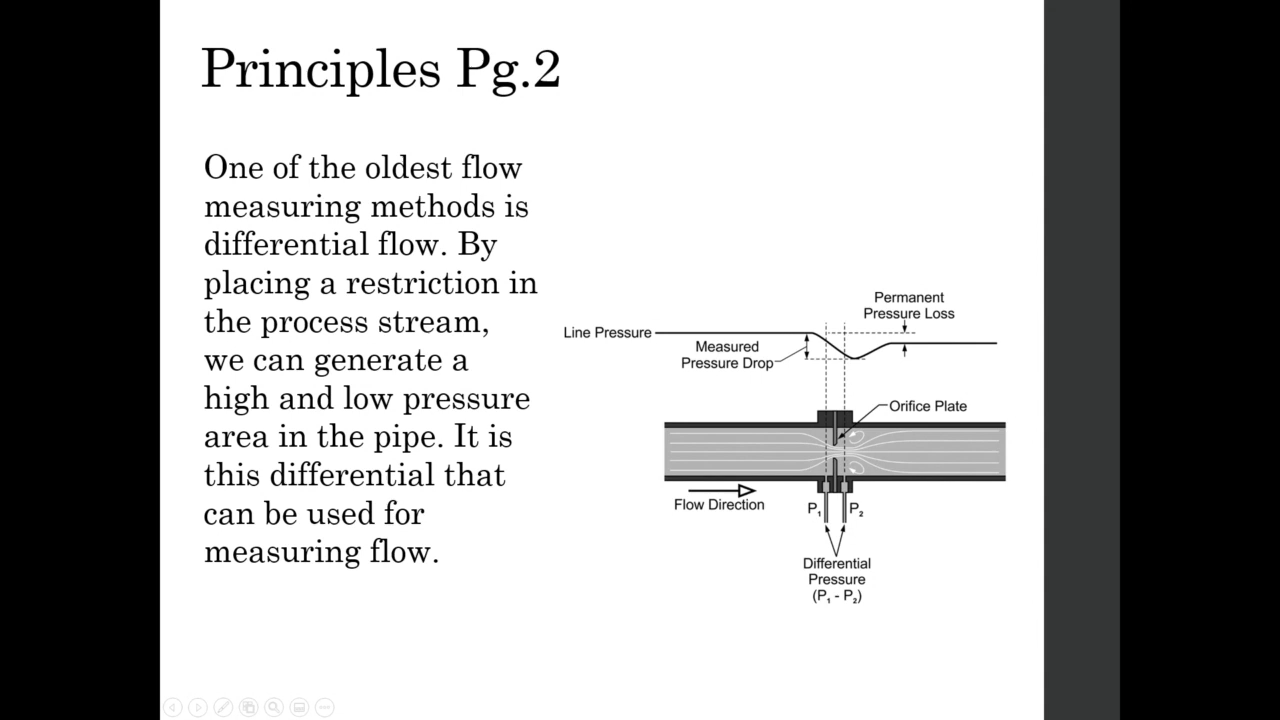 Principles Pg.2
One of the oldest flow
measuring methods is
differential flow. By
placing a restriction in
the process stream,
we can generate a
high and low pressure
area in the pipe. It is
this differential that
can be used for
measuring flow.
Permanent
Pressure Loss
Line Pressure
Measured
Pressure Drop
Orifice Plate
Flow Direction
P₁
P₂
Differential
Pressure
(P₁ - P₂)